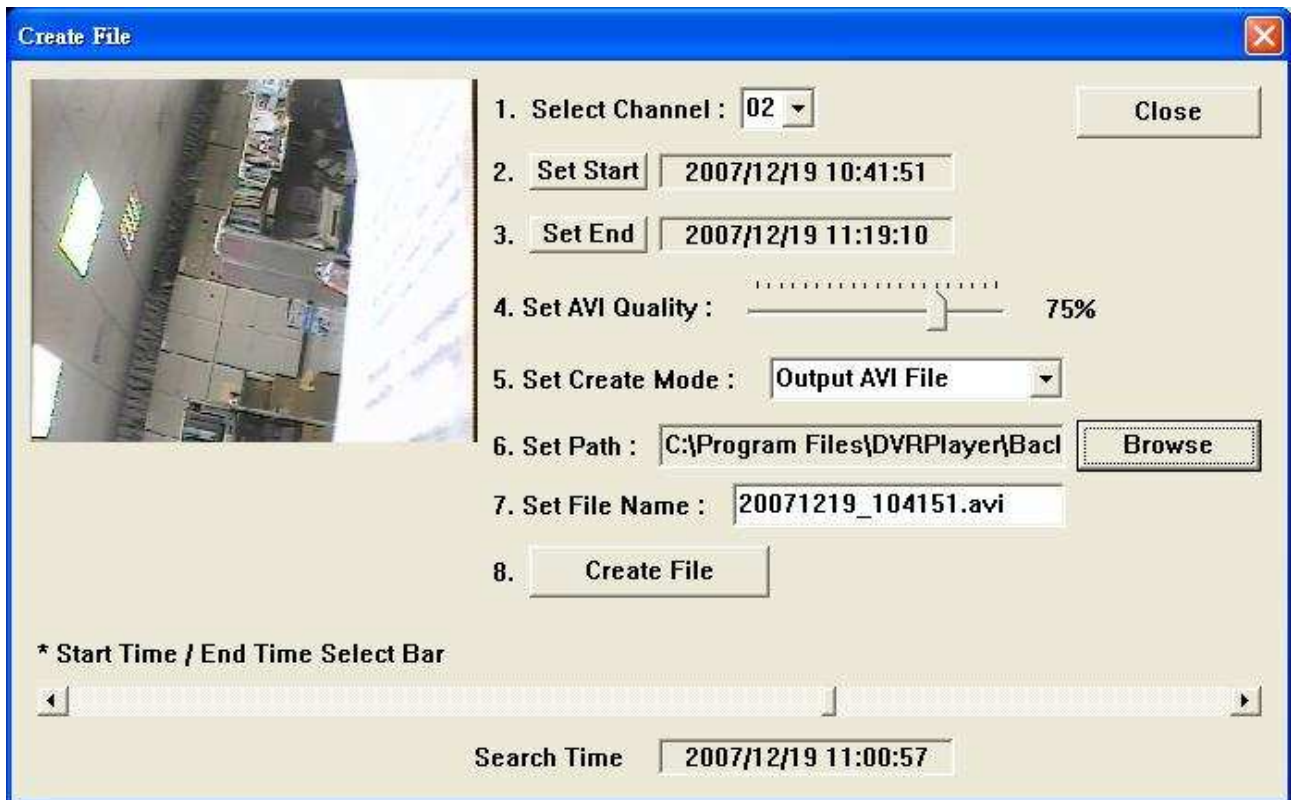 Create File
1. Select Channel : 02
Close
2. Set Start 2007/12/19 10:41:51
3. Set End 2007/12/19 11:19:10
4. Set AVI Quality : 75%
5. Set Create Mode : Output AVI File
6. Set Path : C:\Program Files\DVRPlayer\Bacl Browse
7. Set File Name : 20071219_104151.avi
8. Create File
* Start Time / End Time Select Bar
Search Time 2007/12/19 11:00:57